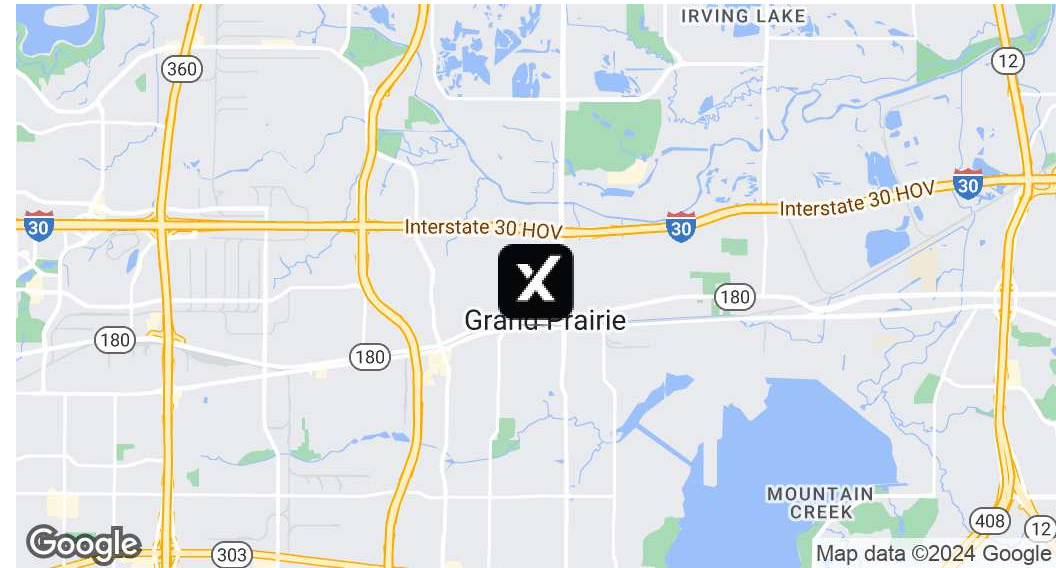 IRVING LAKE
360
12
30
Interstate 30 HOV
Interstate 30 HOV
30
30
X
Grand Prairie
180
180
180
MOUNTAIN
CREEK
408
12
303
Google
Map data ©2024 Google